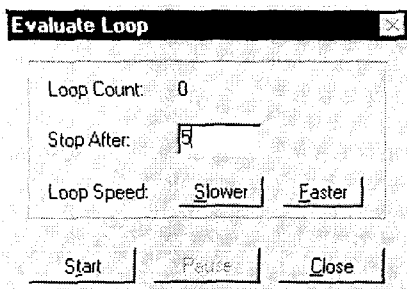 Evaluate Loop
Loop Count: 0
Stop After: 5
Loop Speed: Slower Faster
Start Pause Close